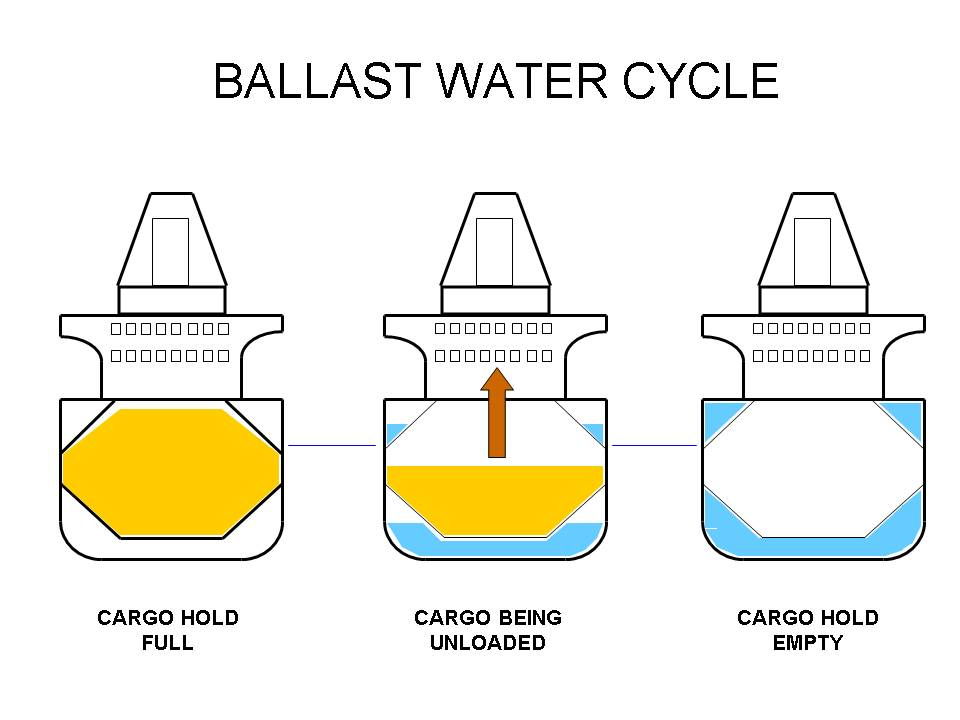 BALLAST WATER CYCLE
CARGO HOLD
FULL
CARGO BEING
UNLOADED
CARGO HOLD
EMPTY